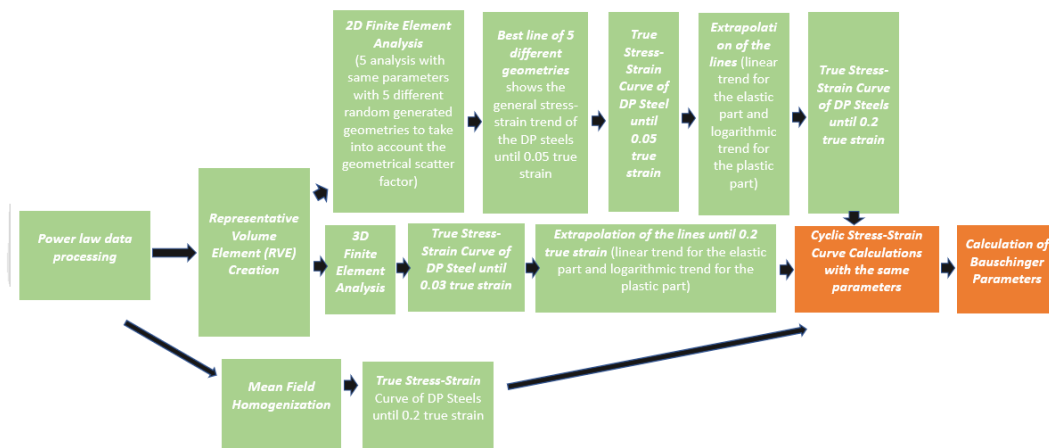 2D Finite Element
Analysis
(5 analysis with
same parameters
with 5 different
random generated
geometries to take
into account the
geometrical scatter
factor)
Best line of 5
different
geometries
shows the
general stress-
strain trend of
the DP steels
until 0.05 true
strain
True
Stress-
Strain
Curve of
DP Steel
until
0.05
true
strain
Extrapolati
on of the
lines (linear
trend for
the elastic
part and
logarithmic
trend for
the plastic
part)
True Stress-
Strain Curve
of DP Steels
until 0.2
true strain
Power law data
processing
Representative
Volume
Element (RVE)
Creation
3D
Finite
Element
Analysis
True Stress-
Strain Curve of
DP Steel until
0.03 true strain
Extrapolation of the lines until 0.2
true strain (linear trend for the elastic
part and logarithmic trend for the
plastic part)
Cyclic Stress-Strain
Curve Calculations
with the same
parameters
Calculation of
Bauschinger
Parameters
Mean Field
Homogenization
True Stress-Strain
Curve of DP Steels
until 0.2 true strain